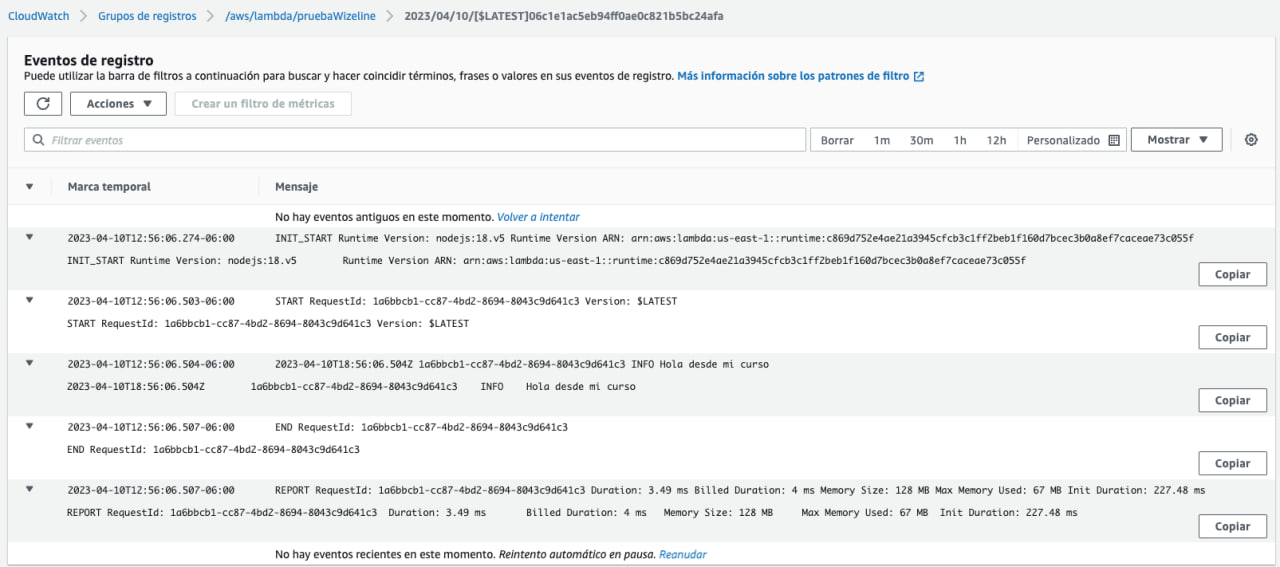 CloudWatch > Grupos de registros > /aws/lambda/pruebaWizeline > 2023/04/10/[$LATEST]06c1e1ac5eb94ff0ae0c821b5bc24afa
Eventos de registro
Puede utilizar la barra de filtros a continuación para buscar y hacer coincidir términos, frases o valores en sus eventos de registro. Más información sobre los patrones de filtro
Acciones Crear un filtro de métricas
Filtrar eventos Borrar 1m 30m 1h 12h Personalizado Mostrar
Marca temporal Mensaje
No hay eventos antiguos en este momento. Volver a intentar
2023-04-10T12:56:06.274-06:00 INIT_START Runtime Version: nodejs:18.v5 Runtime Version ARN: arn:aws:lambda:us-east-1::runtime:c869d752e4ae21a3945cfcb3c1ff2beb1f160d7bcec3b0a8ef7caceae73c055f
INIT_START Runtime Version: nodejs:18.v5 Runtime Version ARN: arn:aws:lambda:us-east-1::runtime:c869d752e4ae21a3945cfcb3c1ff2beb1f160d7bcec3b0a8ef7caceae73c055f
Copiar
2023-04-10T12:56:06.503-06:00 START RequestId: 1a6bbcb1-cc87-4bd2-8694-8043c9d641c3 Version: $LATEST
START RequestId: 1a6bbcb1-cc87-4bd2-8694-8043c9d641c3 Version: $LATEST
Copiar
2023-04-10T12:56:06.504-06:00 2023-04-10T18:56:06.504Z 1a6bbcb1-cc87-4bd2-8694-8043c9d641c3 INFO Hola desde mi curso
2023-04-10T18:56:06.504Z 1a6bbcb1-cc87-4bd2-8694-8043c9d641c3 INFO Hola desde mi curso
Copiar
2023-04-10T12:56:06.507-06:00 END RequestId: 1a6bbcb1-cc87-4bd2-8694-8043c9d641c3
END RequestId: 1a6bbcb1-cc87-4bd2-8694-8043c9d641c3
Copiar
2023-04-10T12:56:06.507-06:00 REPORT RequestId: 1a6bbcb1-cc87-4bd2-8694-8043c9d641c3 Duration: 3.49 ms Billed Duration: 4 ms Memory Size: 128 MB Max Memory Used: 67 MB Init Duration: 227.48 ms
REPORT RequestId: 1a6bbcb1-cc87-4bd2-8694-8043c9d641c3 Duration: 3.49 ms Billed Duration: 4 ms Memory Size: 128 MB Max Memory Used: 67 MB Init Duration: 227.48 ms
Copiar
No hay eventos recientes en este momento. Reintento automático en pausa. Reanudar